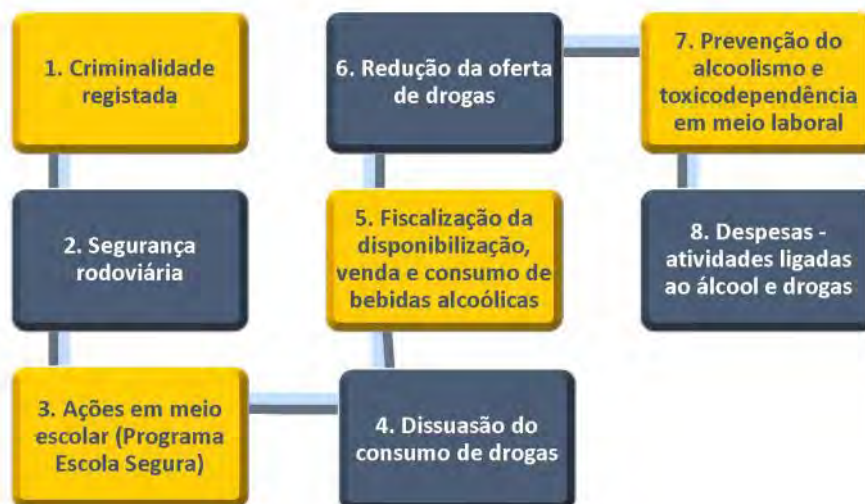 1. Criminalidade
registada
2. Segurança
rodoviária
3. Ações em meio
escolar (Programa
Escola Segura)
4. Dissuasão do
consumo de drogas
5. Fiscalização da
disponibilização,
venda e consumo de
bebidas alcoólicas
6. Redução da oferta
de drogas
7. Prevenção do
alcoolismo e
toxicodependência
em meio laboral
8. Despesas -
atividades ligadas
ao álcool e drogas